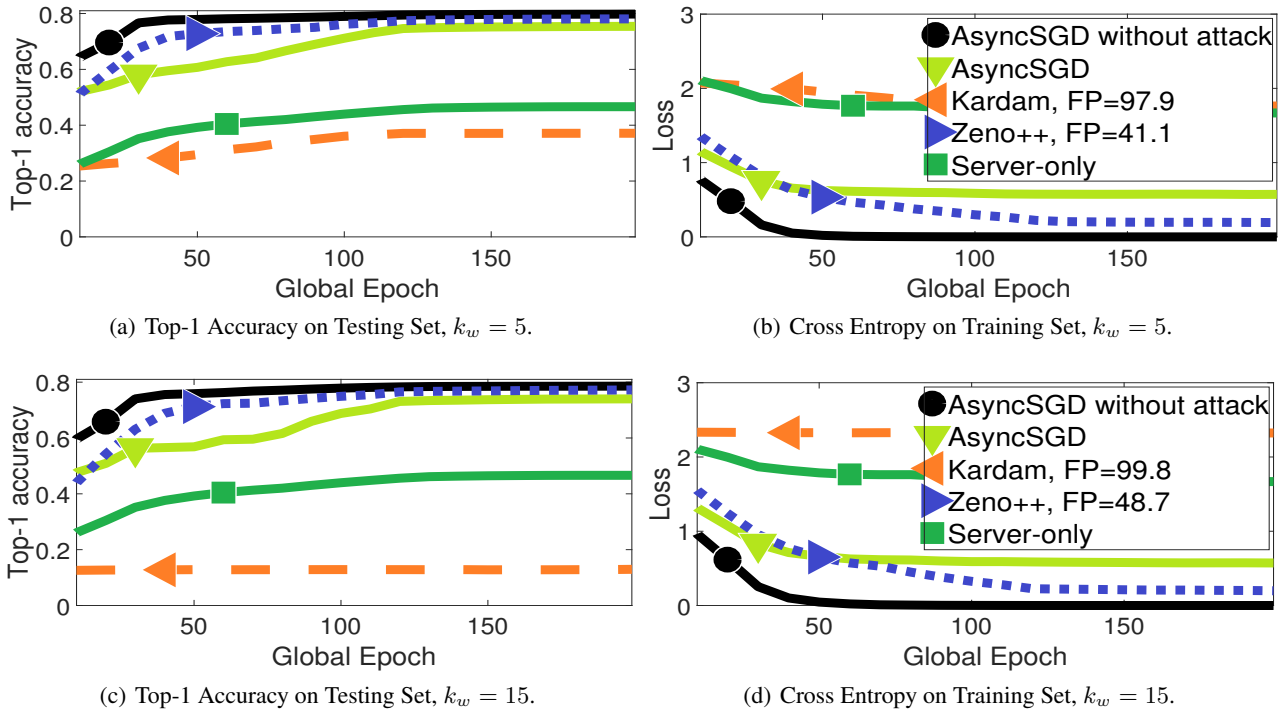 Top-1 accuracy
0.8
0.6
0.4
0.2
0
50
100
150
Global Epoch
(a) Top-1 Accuracy on Testing Set, k_w = 5.
Loss
3
2
1
0
50
100
150
Global Epoch
AsyncSGD without attack
AsyncSGD
Kardam, FP=97.9
Zeno++, FP=41.1
Server-only
(b) Cross Entropy on Training Set, k_w = 5.
Top-1 accuracy
0.8
0.6
0.4
0.2
0
50
100
150
Global Epoch
(c) Top-1 Accuracy on Testing Set, k_w = 15.
Loss
3
2
1
0
50
100
150
Global Epoch
AsyncSGD without attack
AsyncSGD
Kardam, FP=99.8
Zeno++, FP=48.7
Server-only
(d) Cross Entropy on Training Set, k_w = 15.